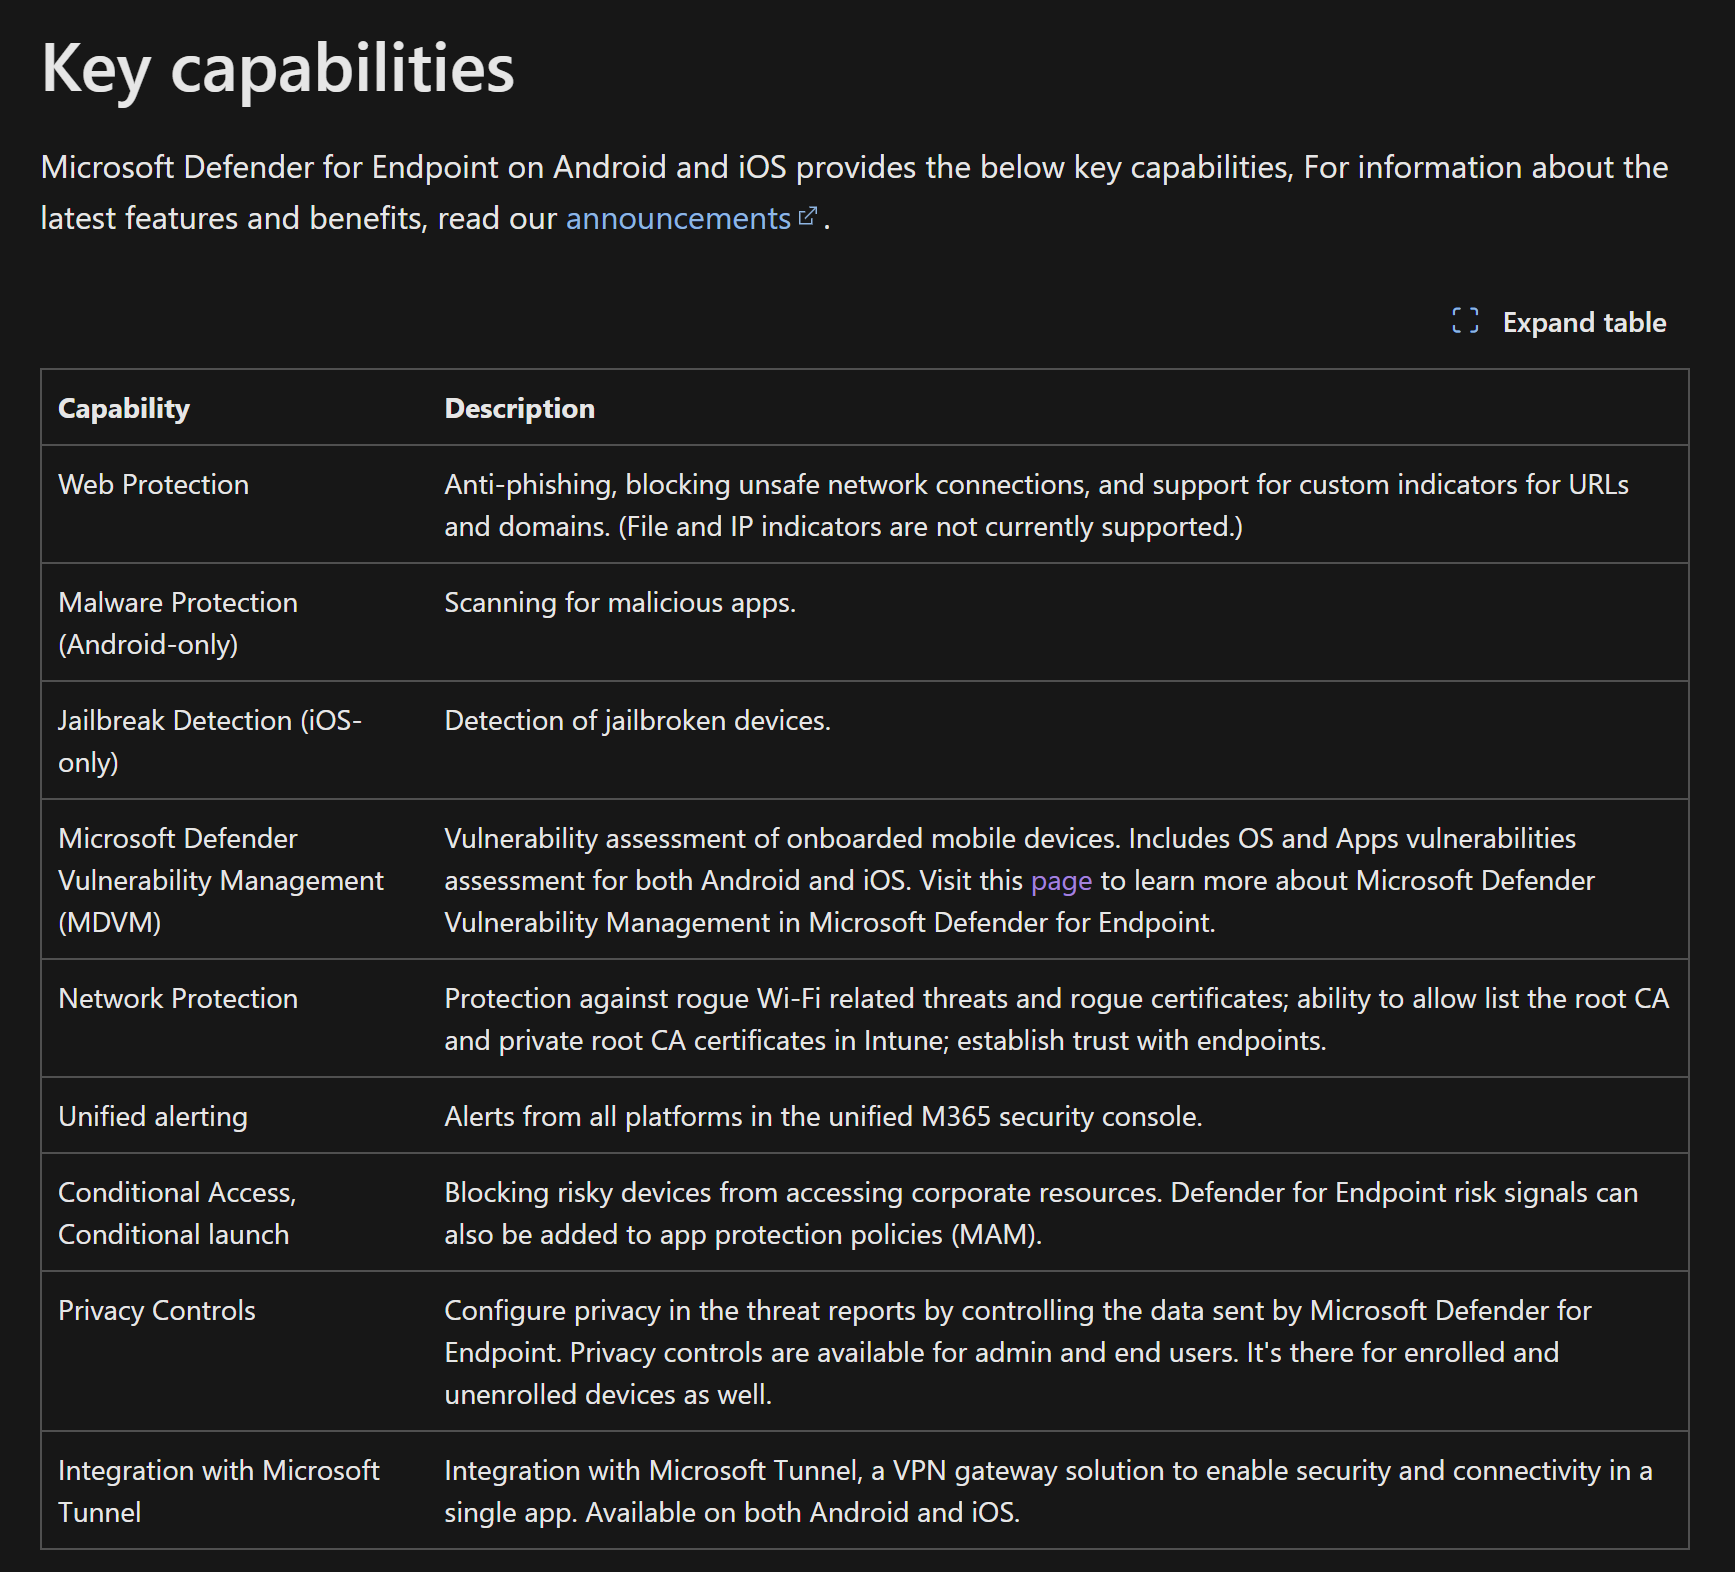 Key capabilities
Microsoft Defender for Endpoint on Android and iOS provides the below key capabilities, For information about the
latest features and benefits, read our announcements.
Expand table
Capability
Description
Web Protection
Anti-phishing, blocking unsafe network connections, and support for custom indicators for URLs
and domains. (File and IP indicators are not currently supported.)
Malware Protection
(Android-only)
Scanning for malicious apps.
Jailbreak Detection (iOS-
only)
Detection of jailbroken devices.
Microsoft Defender
Vulnerability Management
(MDVM)
Vulnerability assessment of onboarded mobile devices. Includes OS and Apps vulnerabilities
assessment for both Android and iOS. Visit this page to learn more about Microsoft Defender
Vulnerability Management in Microsoft Defender for Endpoint.
Network Protection
Protection against rogue Wi-Fi related threats and rogue certificates; ability to allow list the root CA
and private root CA certificates in Intune; establish trust with endpoints.
Unified alerting
Alerts from all platforms in the unified M365 security console.
Conditional Access,
Conditional launch
Blocking risky devices from accessing corporate resources. Defender for Endpoint risk signals can
also be added to app protection policies (MAM).
Privacy Controls
Configure privacy in the threat reports by controlling the data sent by Microsoft Defender for
Endpoint. Privacy controls are available for admin and end users. It's there for enrolled and
unenrolled devices as well.
Integration with Microsoft
Tunnel
Integration with Microsoft Tunnel, a VPN gateway solution to enable security and connectivity in a
single app. Available on both Android and iOS.